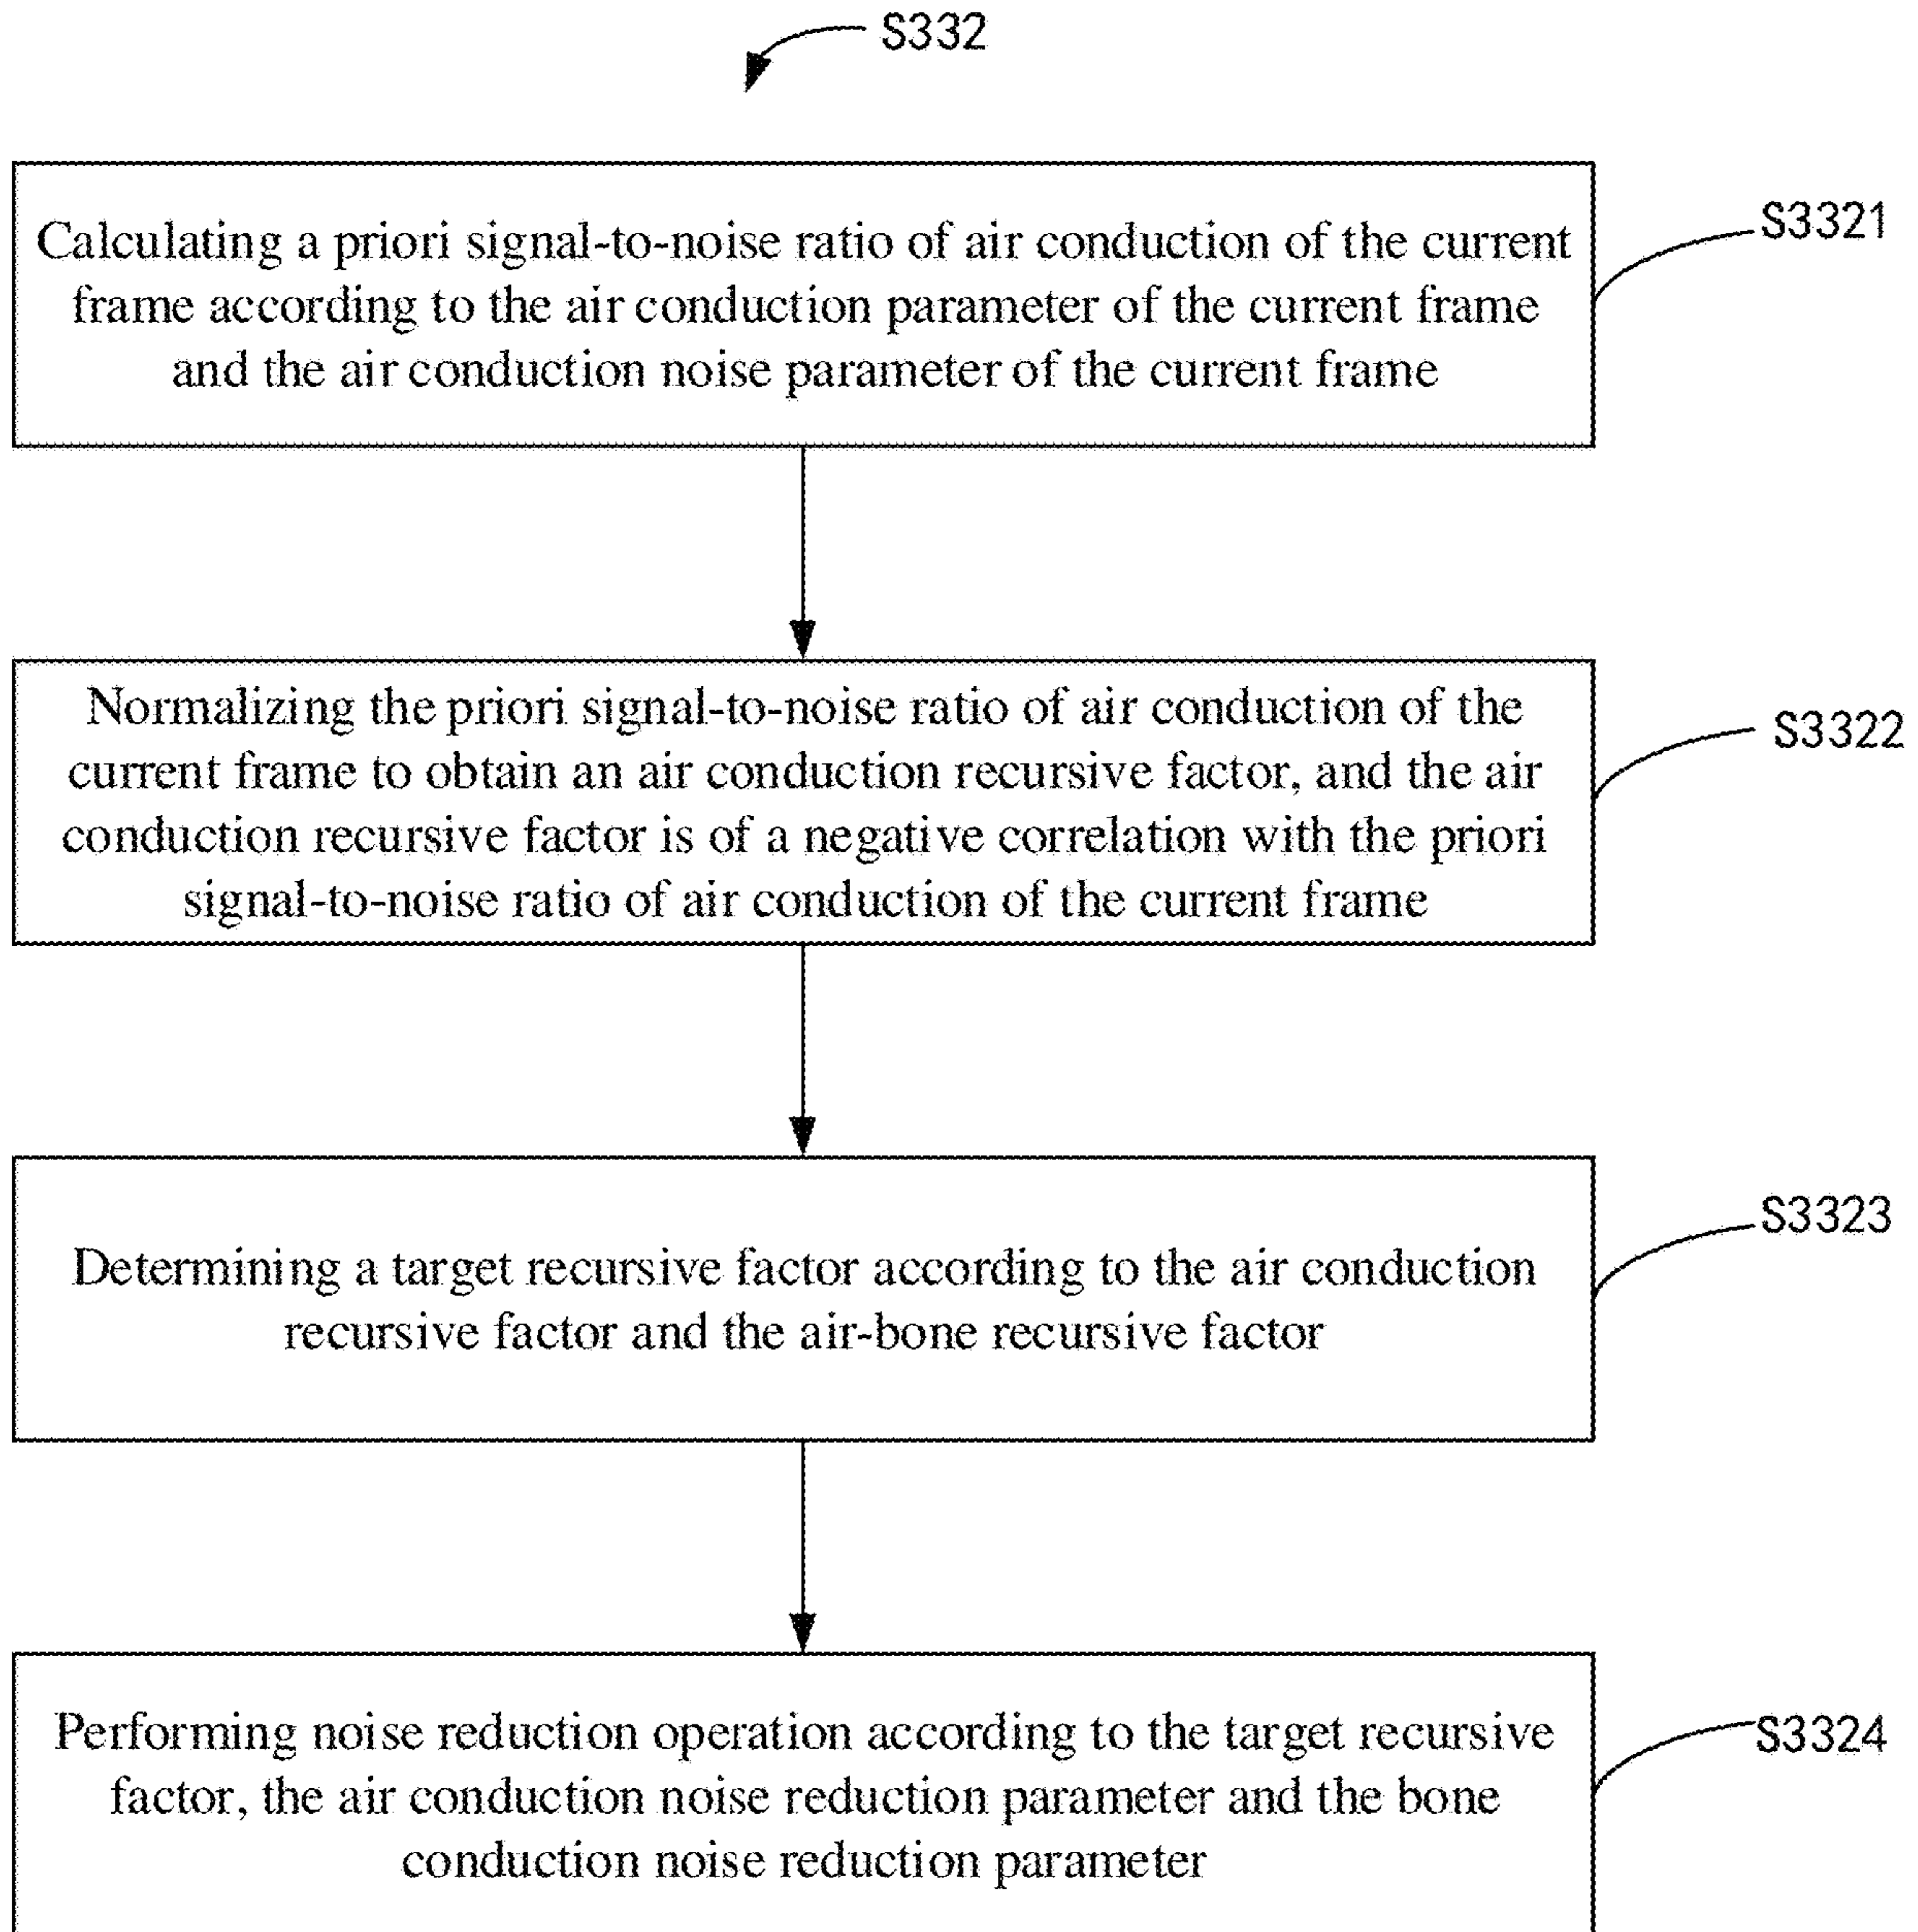 S332
Calculating a priori signal-to-noise ratio of air conduction of the current
frame according to the air conduction parameter of the current frame
and the air conduction noise parameter of the current frame
S3321
Normalizing the priori signal-to-noise ratio of air conduction of the
current frame to obtain an air conduction recursive factor, and the air
conduction recursive factor is of a negative correlation with the priori
signal-to-noise ratio of air conduction of the current frame
S3322
Determining a target recursive factor according to the air conduction
recursive factor and the air-bone recursive factor
S3323
Performing noise reduction operation according to the target recursive
factor, the air conduction noise reduction parameter and the bone
conduction noise reduction parameter
S3324